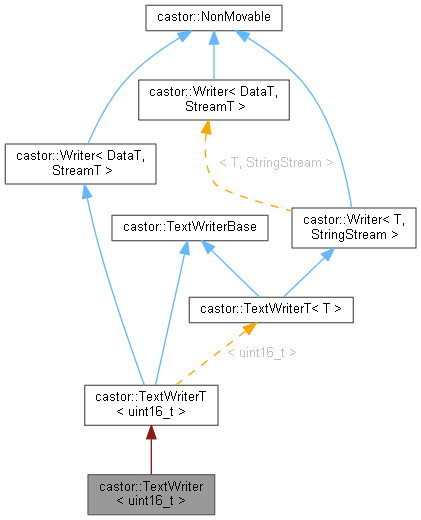 castor::NonMovable
castor::Writer< DataT,
StreamT >
castor::Writer< DataT,
StreamT >
< T, StringStream >
castor::Writer< T,
StringStream >
castor::TextWriterBase
castor::TextWriterT< T >
< uint16_t >
castor::TextWriterT
< uint16_t >
castor::TextWriter
< uint16_t >